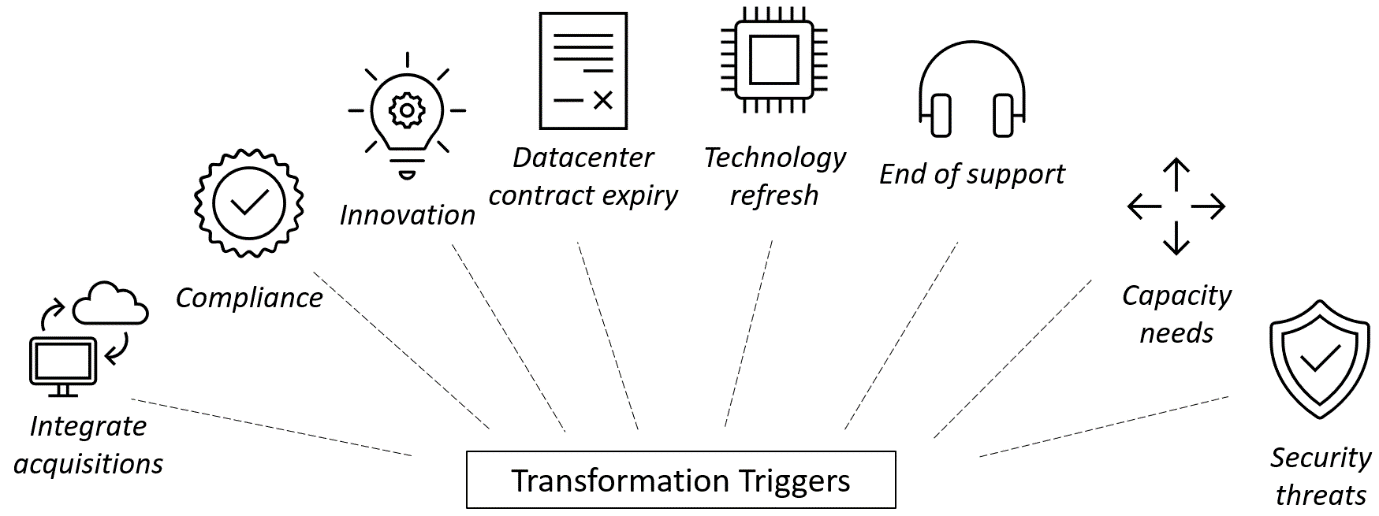 Integrate
acquisitions
Compliance
Innovation
Datacenter
contract expiry
Technology
refresh
End of support
Capacity
needs
Security
threats
Transformation Triggers